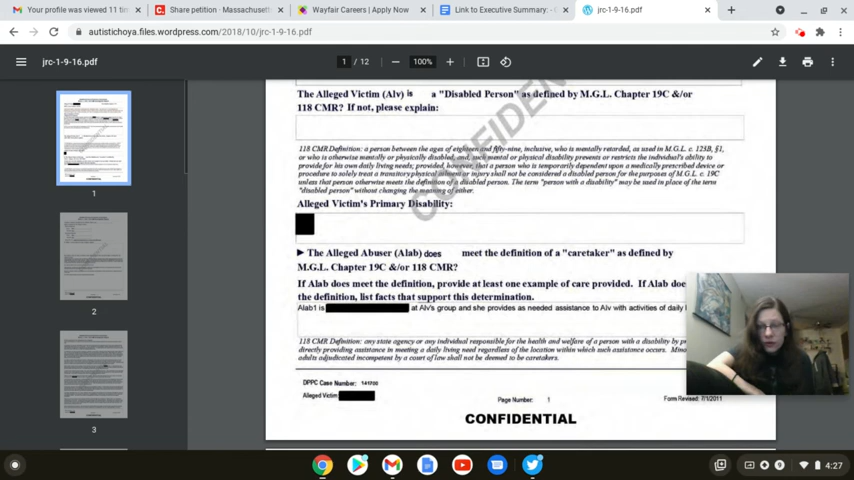 Your profile was viewed 11 tim
Share petition - Massachuset
Wayfair Careers | Apply Now
Link to Executive Summary: -
jrc-1-9-16.pdf
autistichoya.files.wordpress.com/2018/10/jrc-1-9-16.pdf
jrc-1-9-16.pdf
1 / 12
100%
The Alleged Victim (Alv) is a "Disabled Person" as defined by M.G.L. Chapter 19C &/or
118 CMR? If not, please explain:
118 CMR Definition: a person between the ages of eighteen and fifty-nine, inclusive, who is mentally retarded, as used in M.G.L. c. 123B, §1,
or who is otherwise mentally or physically disabled and such mental or physical disability prevents or restricts the individual's ability to
provide for his own daily living needs; provided, however, that a person who is temporarily dependent upon a medically prescribed device or
procedure to solely treat a transitory physical ailment or injury shall not be considered a disabled person for the purposes of M.G.L. c. 19C
unless that person otherwise meets the definition of a disabled person. The term "person with a disability" may be used in place of the term
"disabled person" without changing the meaning of either.
CONFIDEN
Alleged Victim's Primary Disability:
► The Alleged Abuser (Alab) does meet the definition of a "caretaker" as defined by
M.G.L. Chapter 19C &/or 118 CMR?
If Alab does meet the definition, provide at least one example of care provided. If Alab doe
the definition, list facts that support this determination.
Alab1 is at Alv's group and she provides as needed assistance to Alv with activities of daily l
118 CMR Definition: any state agency or any individual responsible for the health and welfare of a person with a disability by pr
directly providing assistance in meeting a daily living need regardless of the location within which such assistance occurs. Mino
adults adjudicated incompetent by a court of law shall not be deemed to be caretakers.
DPPC Case Number: 141700
Alleged Victim:
Page Number: 1
Form Revised: 7/1/2011
CONFIDENTIAL
1
2
3
4:27